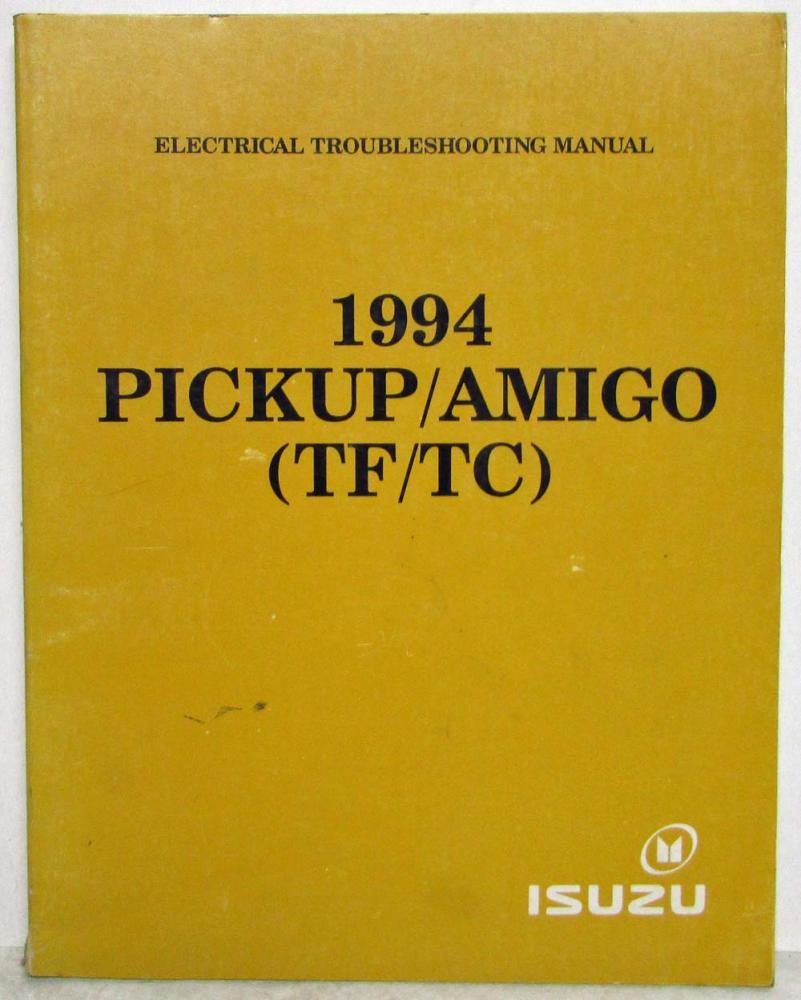 ELECTRICAL TROUBLESHOOTING MANUAL
1994
PICKUP/AMIGO
(TF/TC)
ISUZU